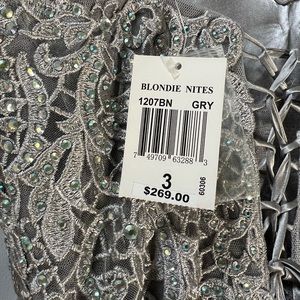 BLONDIE NITES
1207BN GRY
7 49709 63288 3
3
$269.00
60306